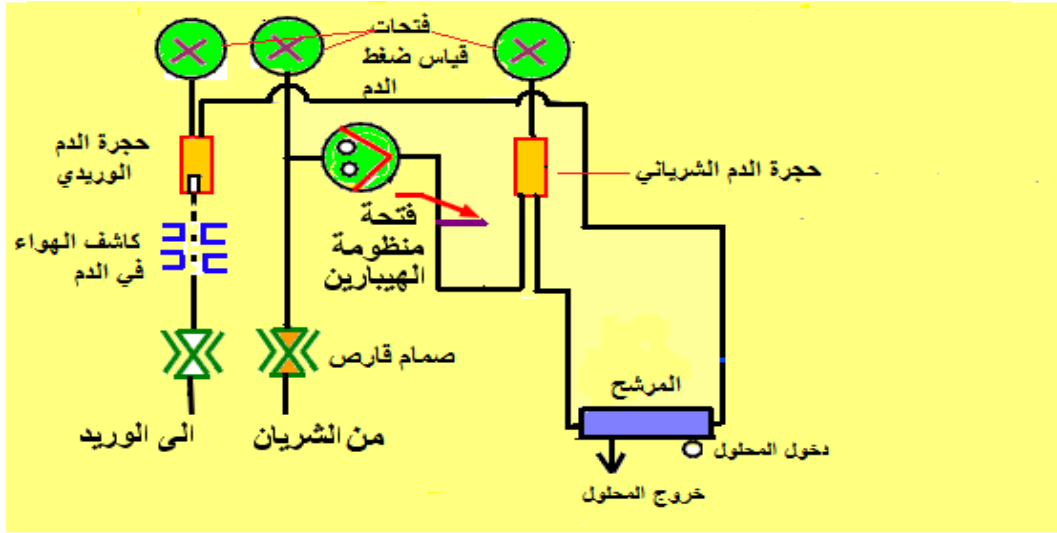 فتحات
قياس ضغط
الدم
حجرة الدم
الوريدي
حجرة الدم الشرياني
فتحة
منظومة
الهيبارين
كاشف الهواء
في الدم
صمام قارص
المرشح
الى الوريد
من الشريان
دخول المحلول
خروج المحلول